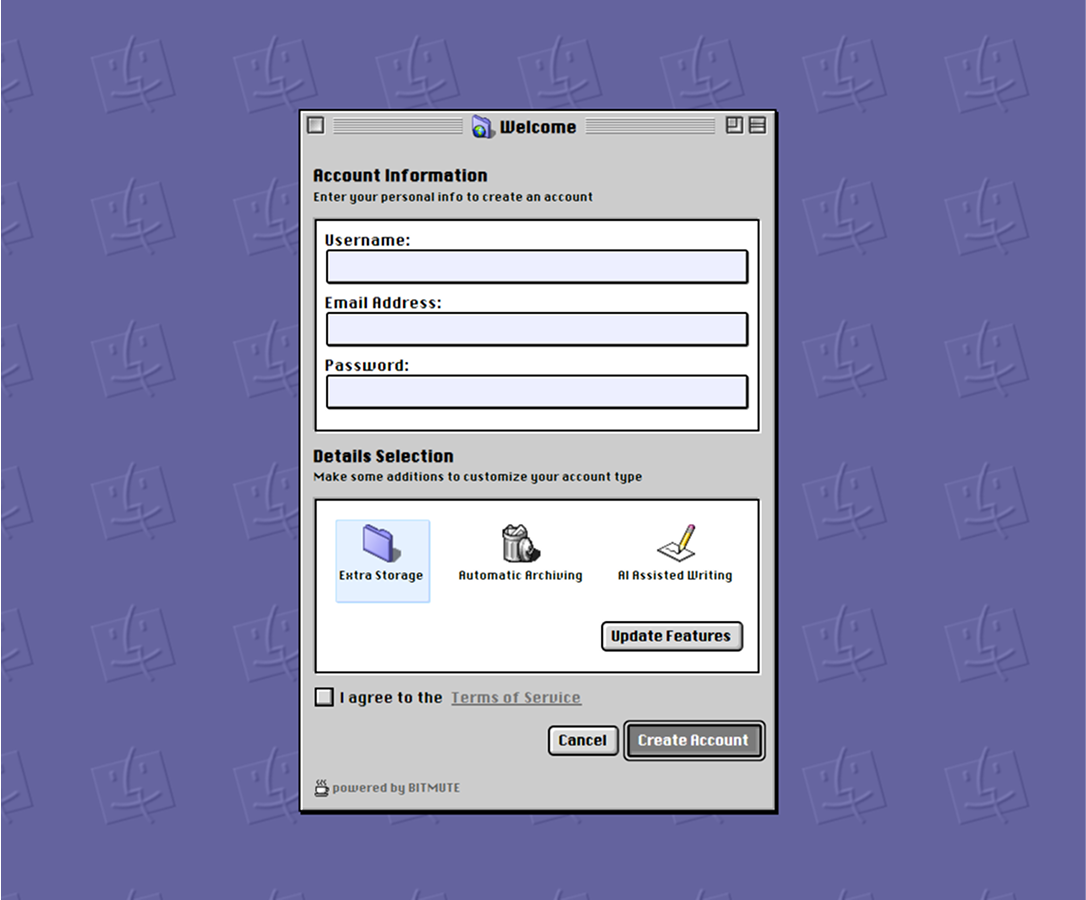 Welcome
Account Information
Enter your personal info to create an account
Username:
Email Address:
Password:
Details Selection
Make some additions to customize your account type
Extra Storage
Automatic Archiving
AI Assisted Writing
Update Features
I agree to the Terms of Service
Cancel
Create Account
powered by BITMUTE